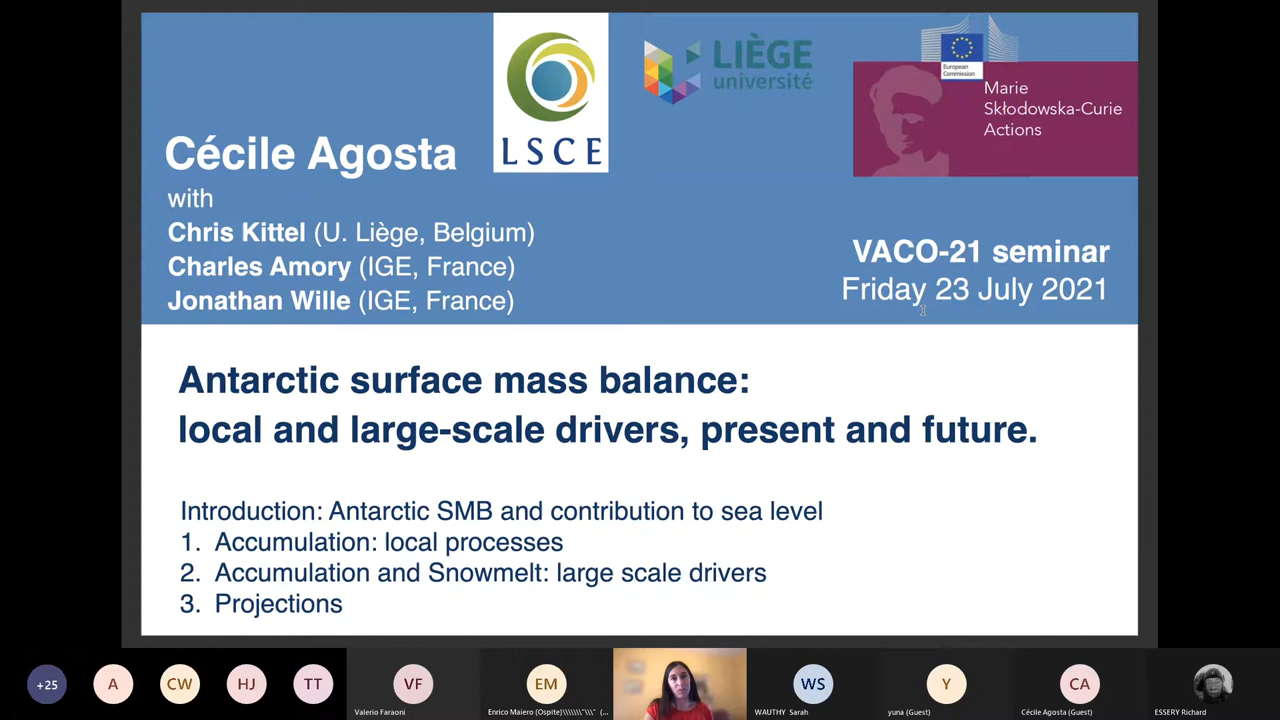 LSCE
LIÈGE
université
European
Commission
Marie
Skłodowska-Curie
Actions
Cécile Agosta
with
Chris Kittel (U. Liège, Belgium)
Charles Amory (IGE, France)
Jonathan Wille (IGE, France)
VACO-21 seminar
Friday 23 July 2021
Antarctic surface mass balance:
local and large-scale drivers, present and future.
Introduction: Antarctic SMB and contribution to sea level
1. Accumulation: local processes
2. Accumulation and Snowmelt: large scale drivers
3. Projections
+25
A
CW
HJ
TT
VF
EM
WS
Y
CA
Valerio Faraoni
Enrico Maiero (Ospite)\\\\\\\"\\\" (...
WAUTHY Sarah
yuna (Guest)
Cécile Agosta (Guest)
ESSERY Richard